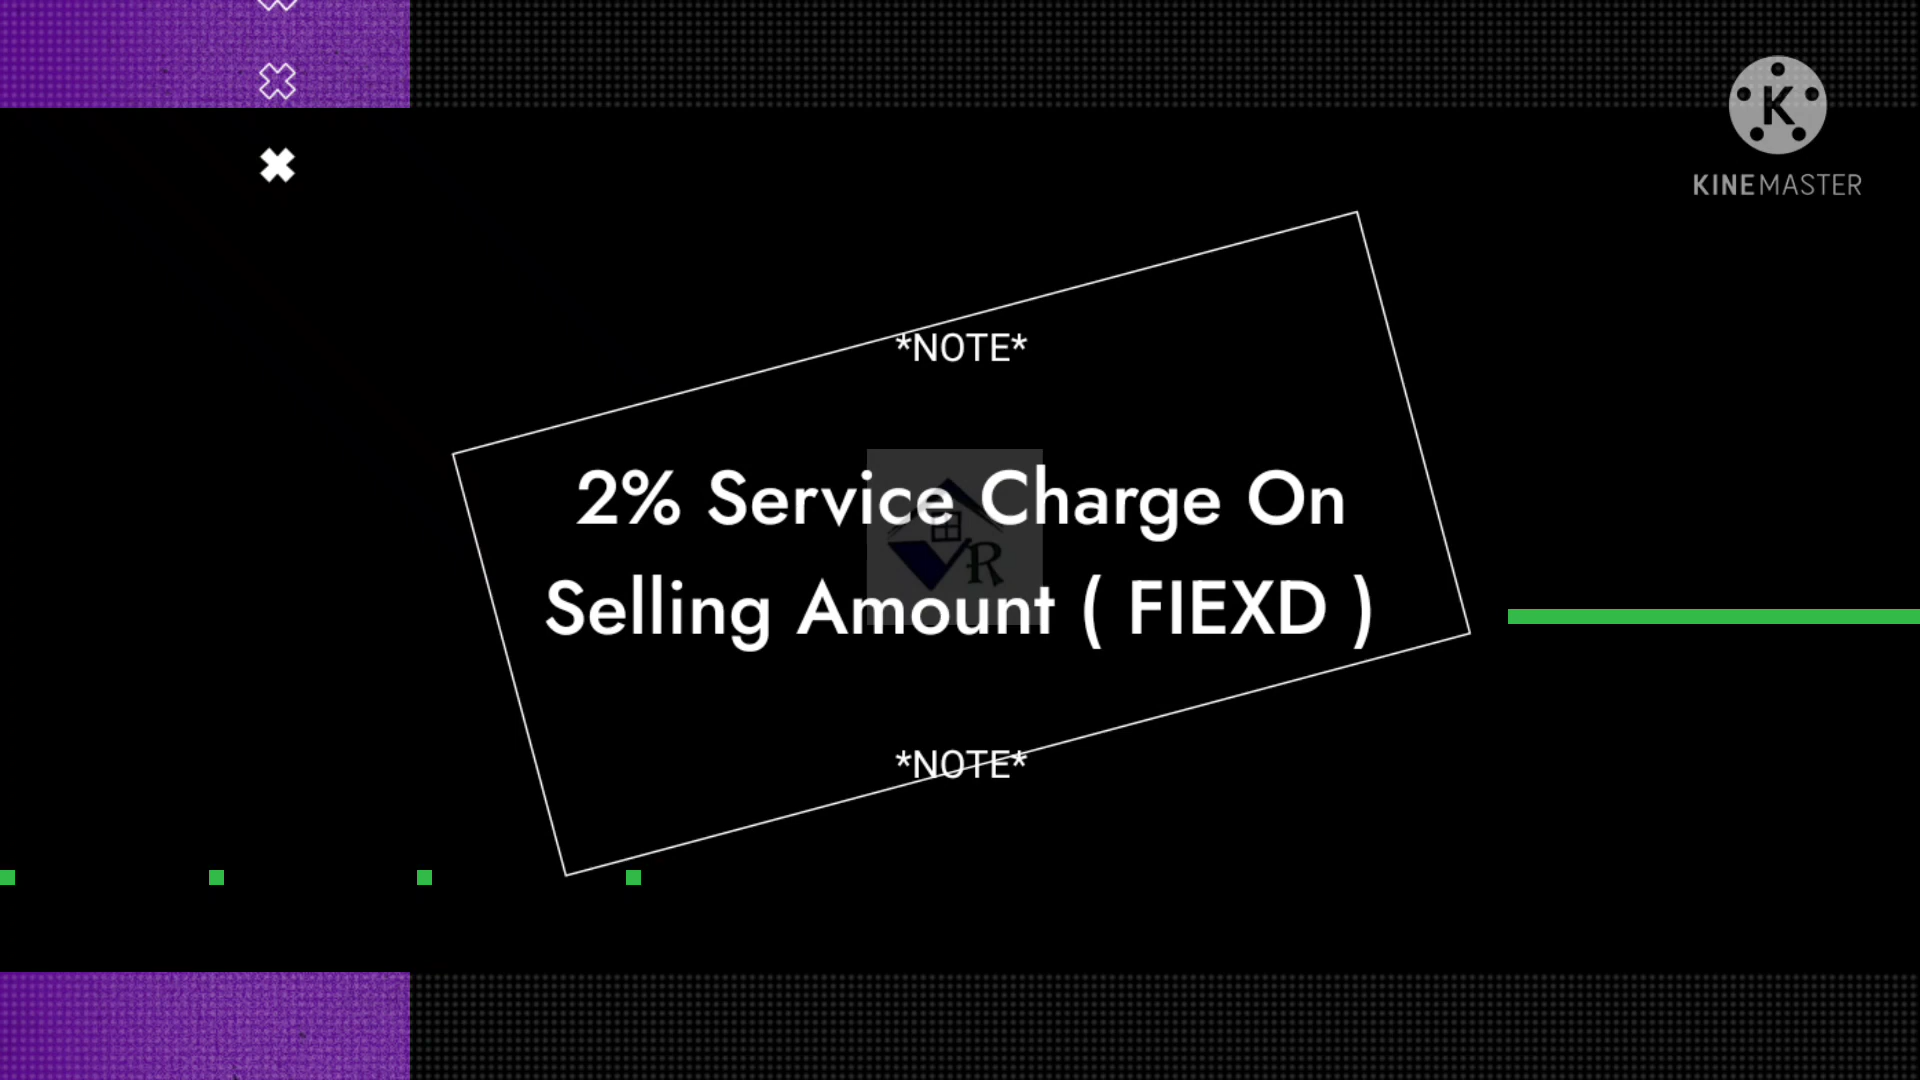 K
KINEMASTER
*NOTE*
2% Service Charge On
R
Selling Amount ( FIEXD )
*NOTE*